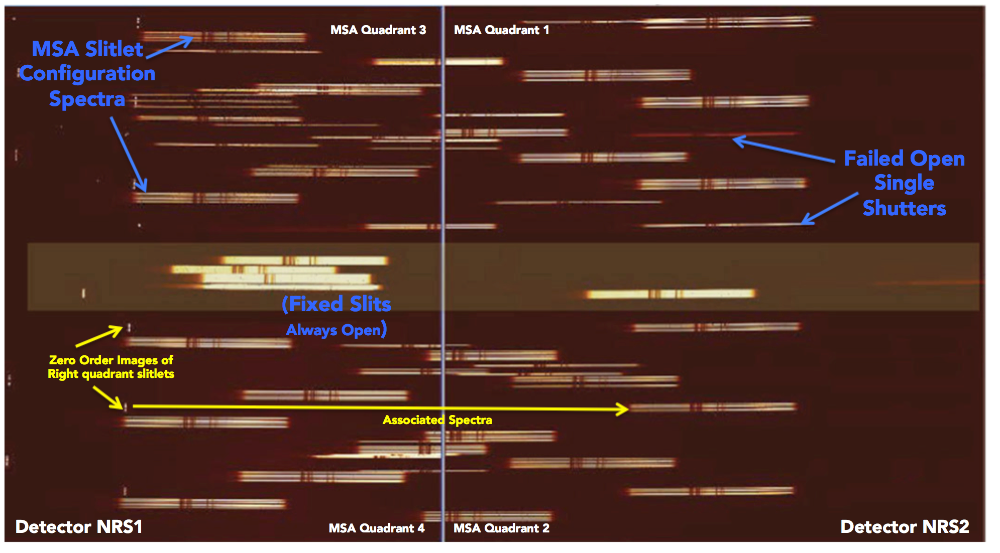 MSA Quadrant 3
MSA Quadrant 1
MSA Slitlet
Configuration
Spectra
Failed Open
Single
Shutters
(Fixed Slits
Always Open)
Zero Order Images of
Right quadrant slitlets
Associated Spectra
Detector NRS1
MSA Quadrant 4
MSA Quadrant 2
Detector NRS2